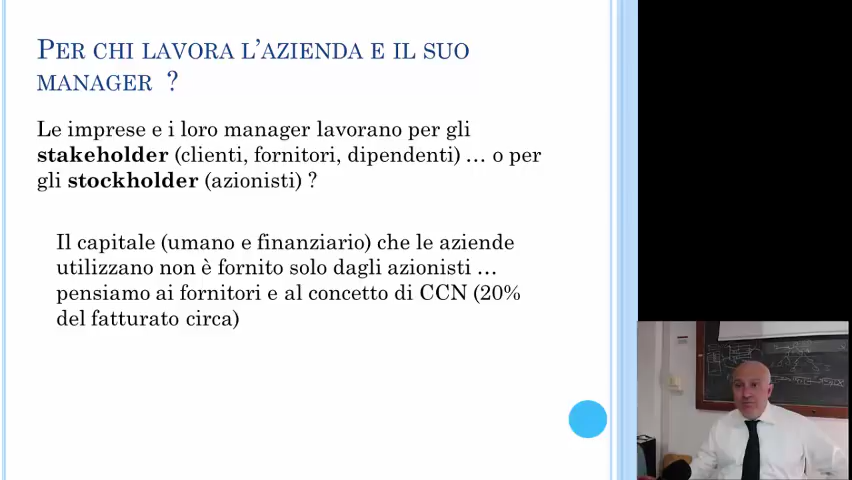 PER CHI LAVORA L'AZIENDA E IL SUO
MANAGER ?
Le imprese e i loro manager lavorano per gli
stakeholder (clienti, fornitori, dipendenti) … o per
gli stockholder (azionisti) ?
Il capitale (umano e finanziario) che le aziende
utilizzano non è fornito solo dagli azionisti …
pensiamo ai fornitori e al concetto di CCN (20%
del fatturato circa)